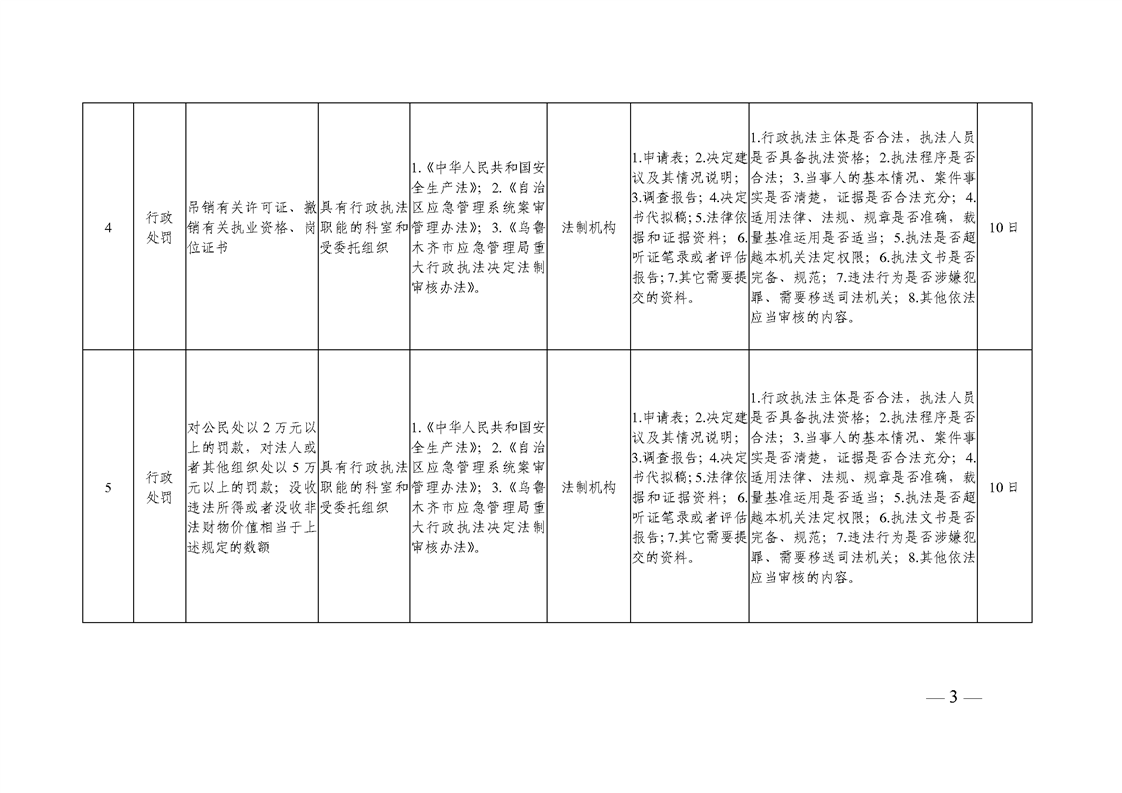 4
行政
处罚
吊销有关许可证、撤
销有关执业资格、岗
位证书
具有行政执法
职能的科室和
受委托组织
1.《中华人民共和国安
全生产法》；2.《自治
区应急管理系统案审
管理办法》；3.《乌鲁
木齐市应急管理局重
大行政执法决定法制
审核办法》。
法制机构
1.申请表；2.决定建
议及其情况说明；
3.调查报告；4.决定
书代拟稿；5.法律依
据和证据资料；6.
听证笔录或者评估
报告；7.其它需要提
交的资料。
1.行政执法主体是否合法，执法人员
是否具备执法资格；2.执法程序是否
合法；3.当事人的基本情况、案件事
实是否清楚，证据是否合法充分；4.
适用法律、法规、规章是否准确，裁
量基准运用是否适当；5.执法是否超
越本机关法定权限；6.执法文书是否
完备、规范；7.违法行为是否涉嫌犯
罪、需要移送司法机关；8.其他依法
应当审核的内容。
10 日
5
行政
处罚
对公民处以 2 万元以
上的罚款，对法人或
者其他组织处以 5 万
元以上的罚款；没收
违法所得或者没收非
法财物价值相当于上
述规定的数额
具有行政执法
职能的科室和
受委托组织
1.《中华人民共和国安
全生产法》；2.《自治
区应急管理系统案审
管理办法》；3.《乌鲁
木齐市应急管理局重
大行政执法决定法制
审核办法》。
法制机构
1.申请表；2.决定建
议及其情况说明；
3.调查报告；4.决定
书代拟稿；5.法律依
据和证据资料；6.
听证笔录或者评估
报告；7.其它需要提
交的资料。
1.行政执法主体是否合法，执法人员
是否具备执法资格；2.执法程序是否
合法；3.当事人的基本情况、案件事
实是否清楚，证据是否合法充分；4.
适用法律、法规、规章是否准确，裁
量基准运用是否适当；5.执法是否超
越本机关法定权限；6.执法文书是否
完备、规范；7.违法行为是否涉嫌犯
罪、需要移送司法机关；8.其他依法
应当审核的内容。
10 日
— 3 —